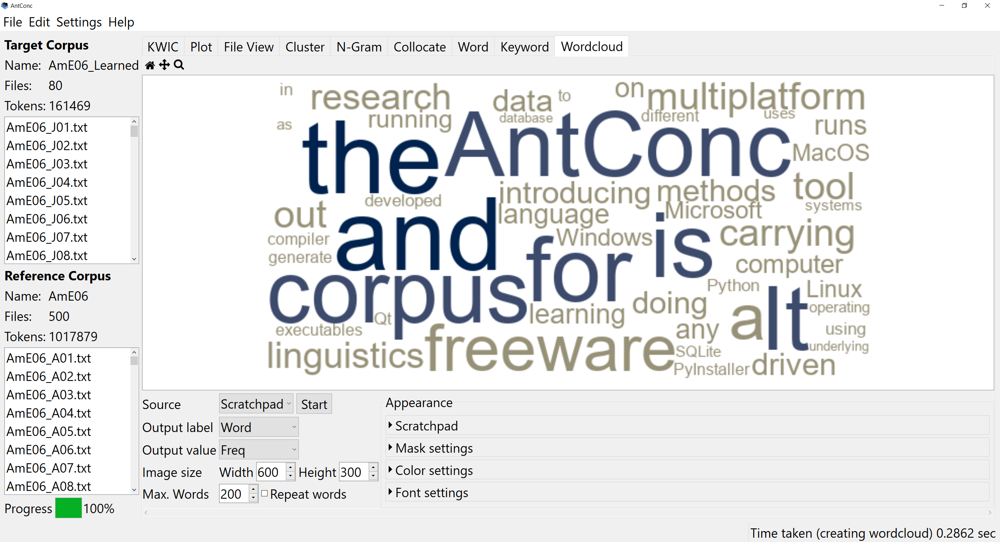 AntConc
File Edit Settings Help
Target Corpus
Name: AmE06_Learned
Files: 80
Tokens: 161469
AmE06_J01.txt
AmE06_J02.txt
AmE06_J03.txt
AmE06_J04.txt
AmE06_J05.txt
AmE06_J06.txt
AmE06_J07.txt
AmE06_J08.txt
Reference Corpus
Name: AmE06
Files: 500
Tokens: 1017879
AmE06_A01.txt
AmE06_A02.txt
AmE06_A03.txt
AmE06_A04.txt
AmE06_A05.txt
AmE06_A06.txt
AmE06_A07.txt
AmE06_A08.txt
Progress 100%
KWIC Plot File View Cluster N-Gram Collocate Word Keyword Wordcloud
in
research
data
to
on
multiplatform
as
running
database
different
uses
runs
the
AntConc
MacOS
developed
introducing
methods
tool
systems
out
and
language
Microsoft
compiler
Windows
is
carrying
generate
for
computer
corpus
Python
Linux
Qt
learning
doing
operating
executables
any
a
It
using
linguistics
freeware
SQLite
underlying
PyInstaller
driven
Source Scratchpad Start
Output label Word
Output value Freq
Image size Width 600 Height 300
Max. Words 200 Repeat words
Appearance
Scratchpad
Mask settings
Color settings
Font settings
Time taken (creating wordcloud) 0.2862 sec